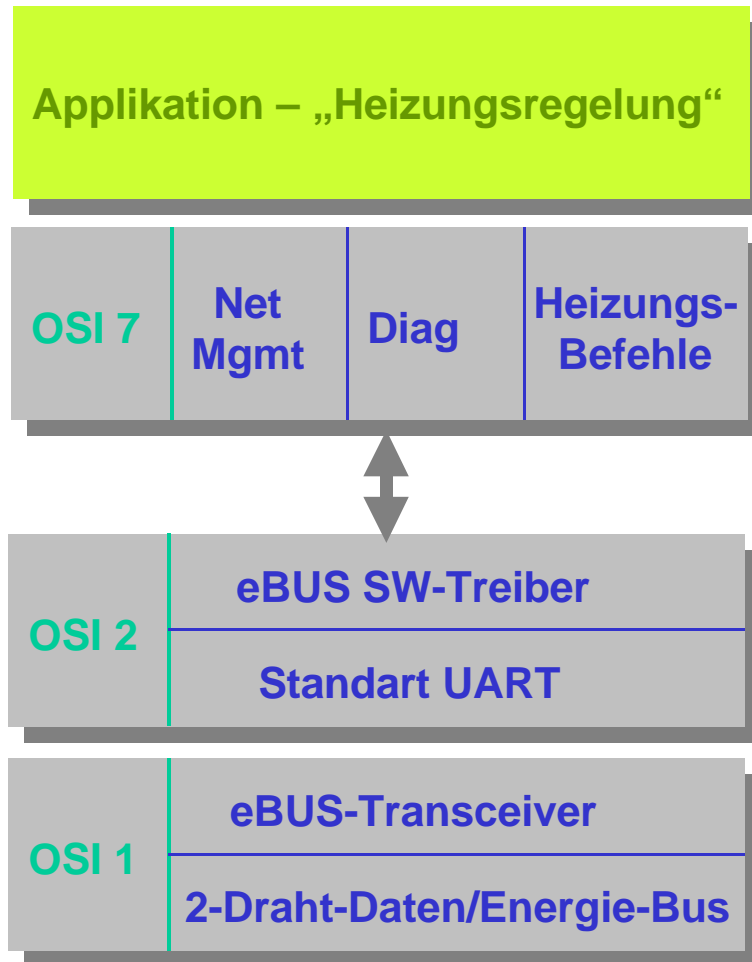 Applikation – „Heizungsregelung“
OSI 7
Net
Mgmt
Diag
Heizungs-
Befehle
OSI 2
eBUS SW-Treiber
Standart UART
OSI 1
eBUS-Transceiver
2-Draht-Daten/Energie-Bus